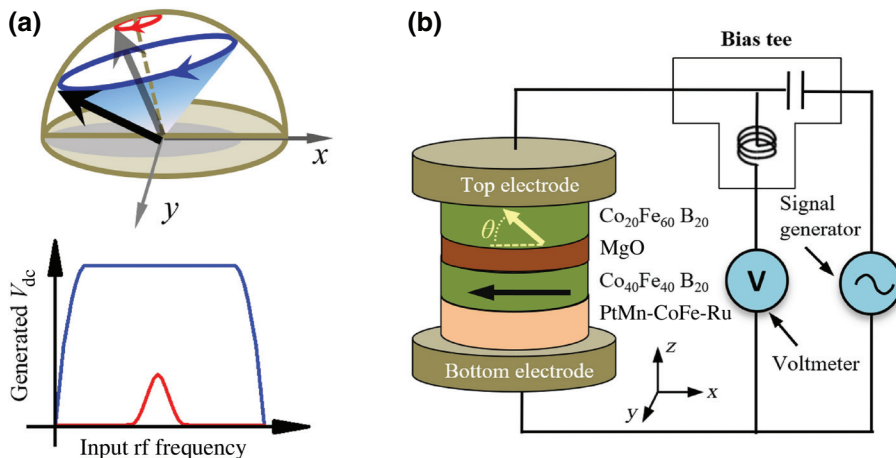 (a)
x
y
Generated V_dc
Input rf frequency
(b)
Bias tee
Top electrode
θ
Co₂₀Fe₆₀ B₂₀
MgO
Co₄₀Fe₄₀ B₂₀
PtMn-CoFe-Ru
Bottom electrode
Signal
generator
V
Voltmeter
z
x
y